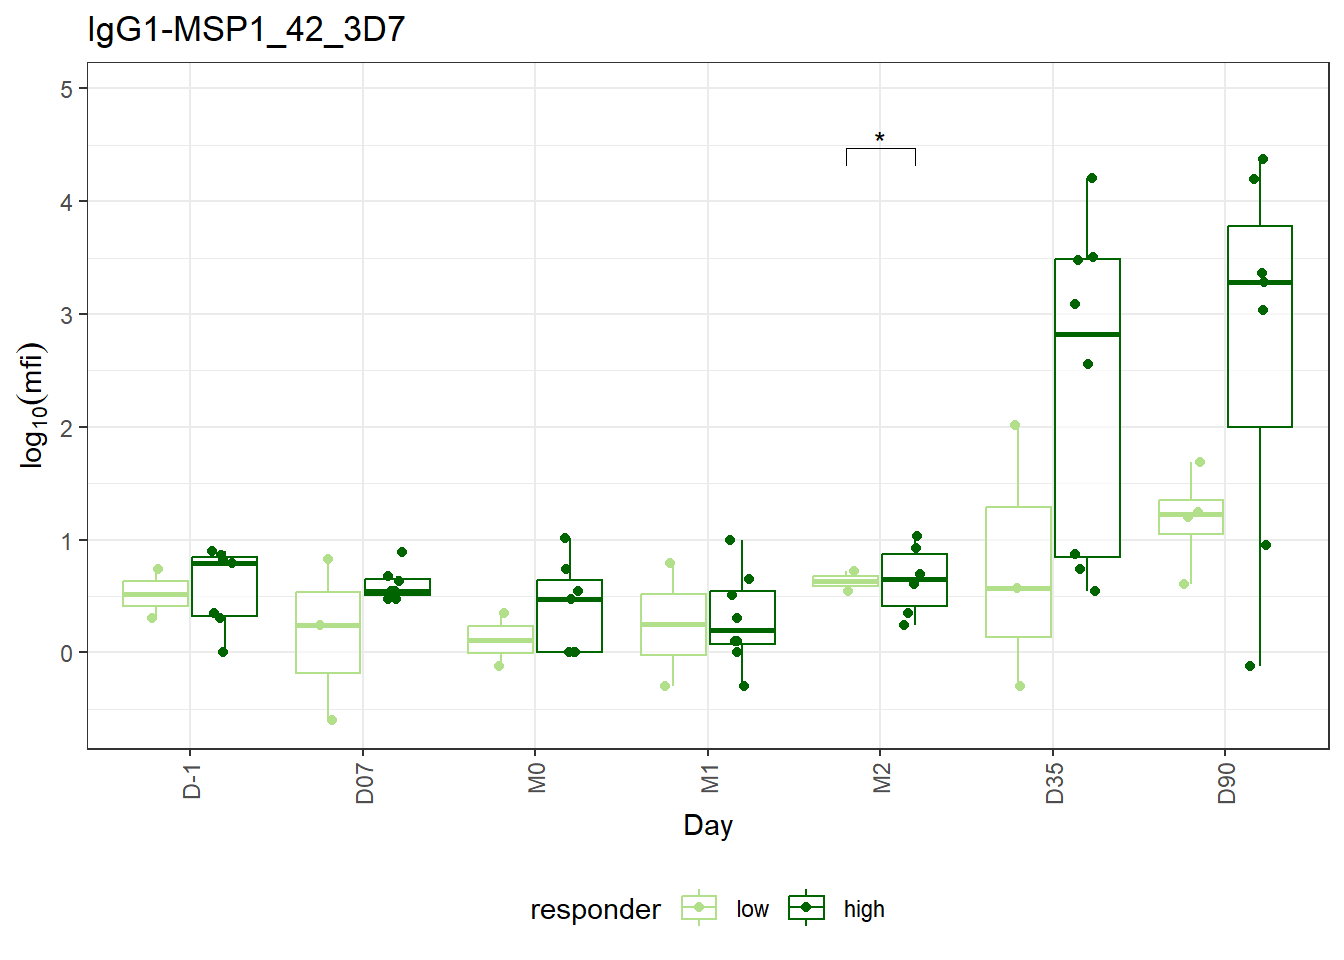 IgG1-MSP1_42_3D7
5
4
3
2
1
0
log10(mfi)
*
D-1
D07
M0
M1
M2
D35
D90
Day
responder low high